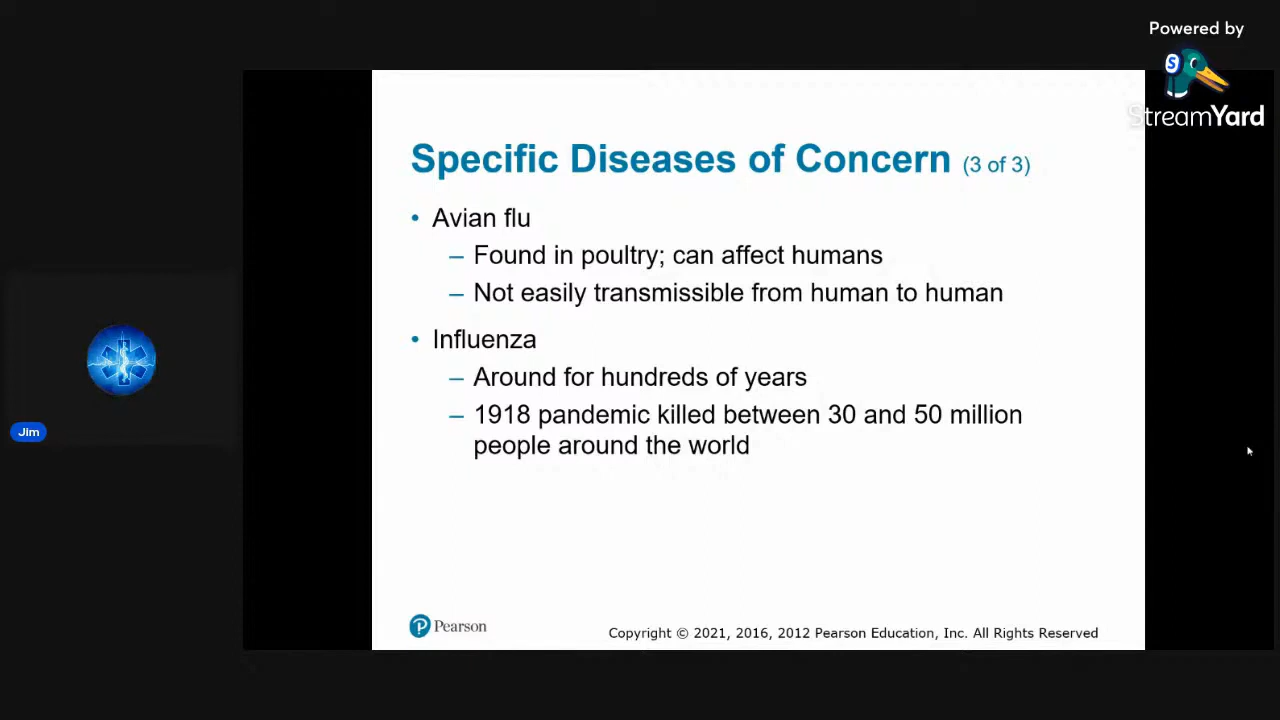 Powered by
S
StreamYard
Specific Diseases of Concern (3 of 3)
• Avian flu
– Found in poultry; can affect humans
– Not easily transmissible from human to human
• Influenza
– Around for hundreds of years
– 1918 pandemic killed between 30 and 50 million
people around the world
Jim
P Pearson
Copyright © 2021, 2016, 2012 Pearson Education, Inc. All Rights Reserved